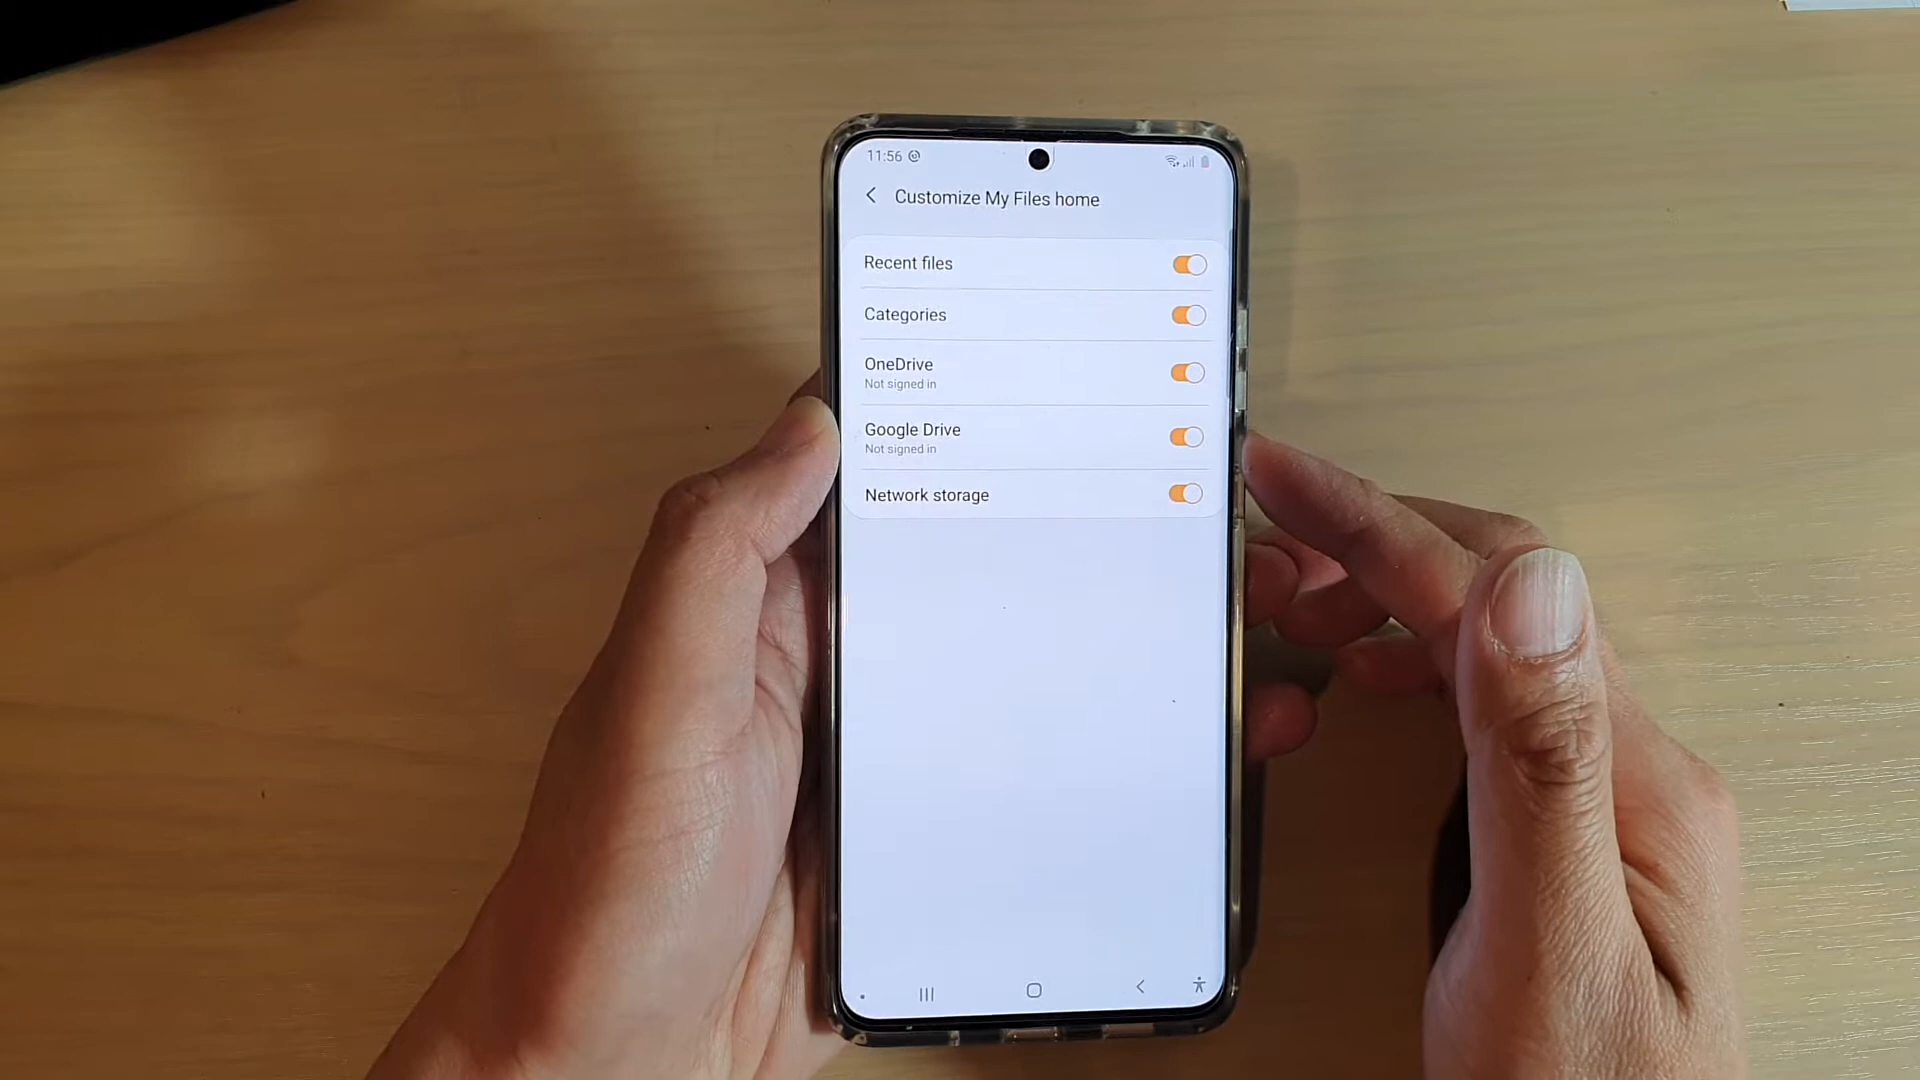 11:56
Customize My Files home
Recent files
Categories
OneDrive
Not signed in
Google Drive
Not signed in
Network storage